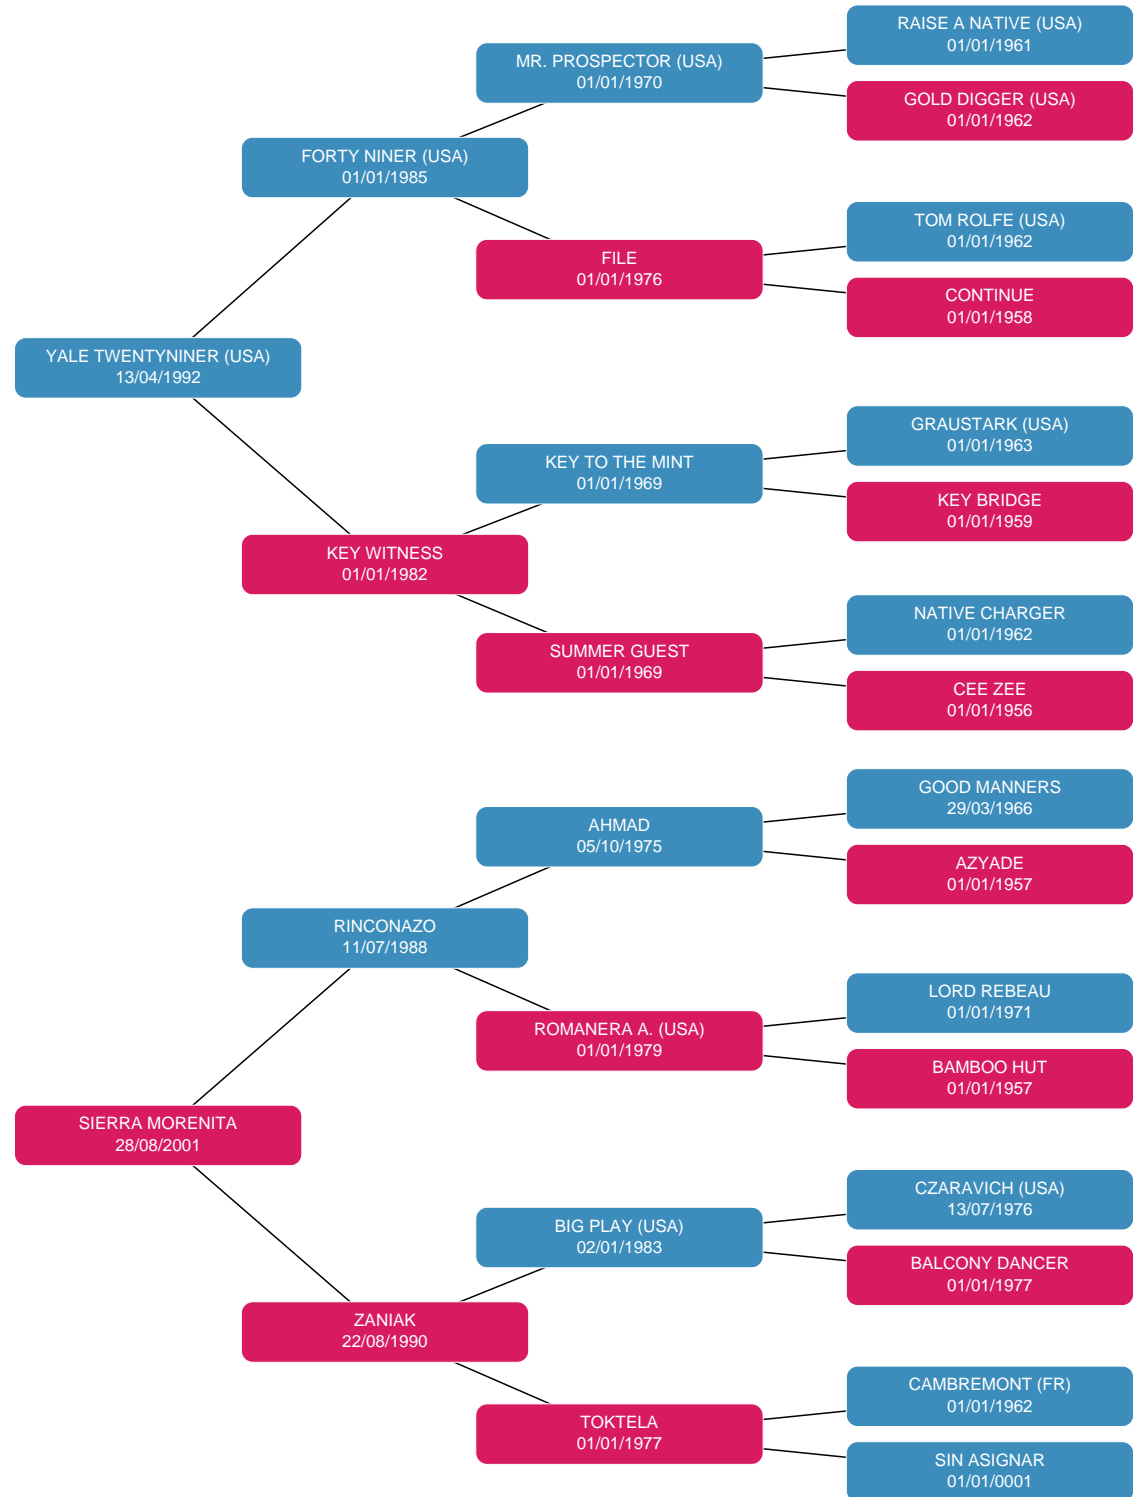 RAISE A NATIVE (USA)
01/01/1961
MR. PROSPECTOR (USA)
01/01/1970
GOLD DIGGER (USA)
01/01/1962
FORTY NINER (USA)
01/01/1985
TOM ROLFE (USA)
01/01/1962
FILE
01/01/1976
CONTINUE
01/01/1958
YALE TWENTYNINER (USA)
13/04/1992
GRAUSTARK (USA)
01/01/1963
KEY TO THE MINT
01/01/1969
KEY BRIDGE
01/01/1959
KEY WITNESS
01/01/1982
NATIVE CHARGER
01/01/1962
SUMMER GUEST
01/01/1969
CEE ZEE
01/01/1956
GOOD MANNERS
29/03/1966
AHMAD
05/10/1975
AZYADE
01/01/1957
RINCONAZO
11/07/1988
LORD REBEAU
01/01/1971
ROMANERA A. (USA)
01/01/1979
BAMBOO HUT
01/01/1957
SIERRA MORENITA
28/08/2001
CZARAVICH (USA)
13/07/1976
BIG PLAY (USA)
02/01/1983
BALCONY DANCER
01/01/1977
ZANIAK
22/08/1990
CAMBREMONT (FR)
01/01/1962
TOKTELA
01/01/1977
SIN ASIGNAR
01/01/0001